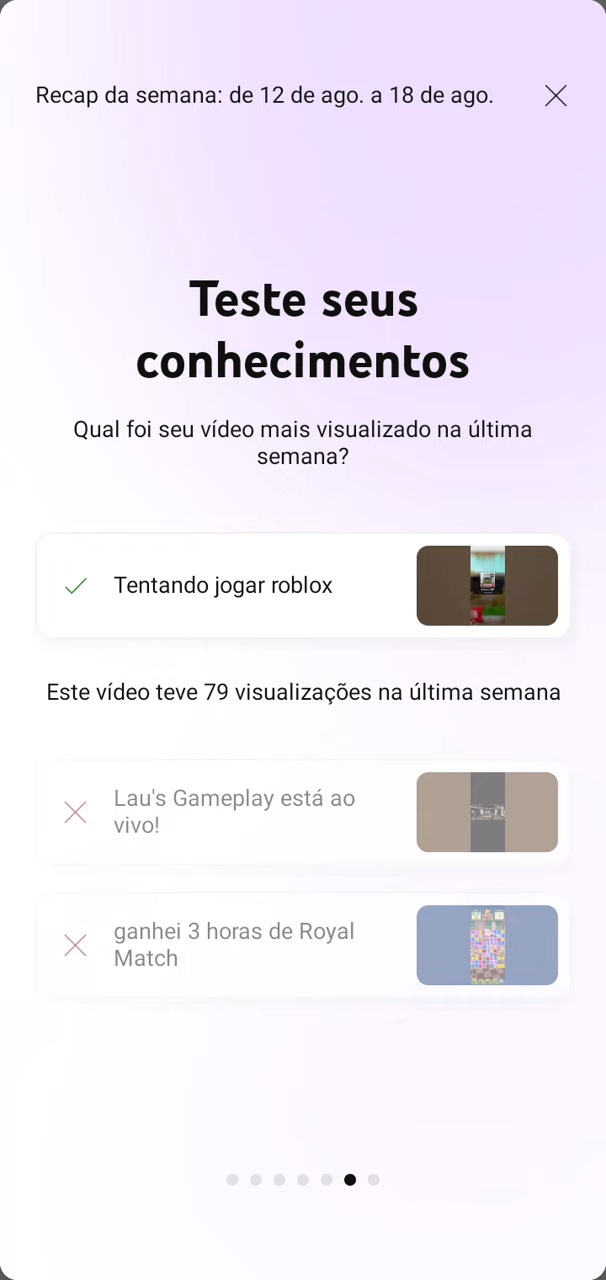 Recap da semana: de 12 de ago. a 18 de ago.
Teste seus
conhecimentos
Qual foi seu vídeo mais visualizado na última
semana?
Tentando jogar roblox
Este vídeo teve 79 visualizações na última semana
Lau's Gameplay está ao
vivo!
ganhei 3 horas de Royal
Match